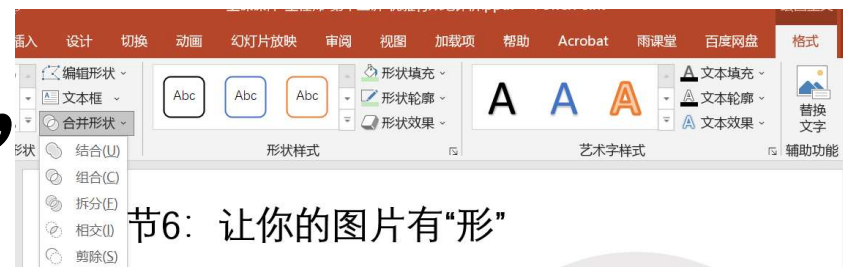 插入 设计 切换 动画 幻灯片放映 审阅 视图 加载项 帮助 Acrobat 雨课堂 百度网盘 格式
编辑形状 形状填充 文本填充
文本框 Abc Abc Abc 形状轮廓 A A A 文本轮廓 替换
合并形状 形状效果 文本效果 文字
形状 形状样式 艺术字样式 辅助功能
结合(U)
组合(C)
拆分(F)
相交(I)
剪除(S)
节6：让你的图片有“形”